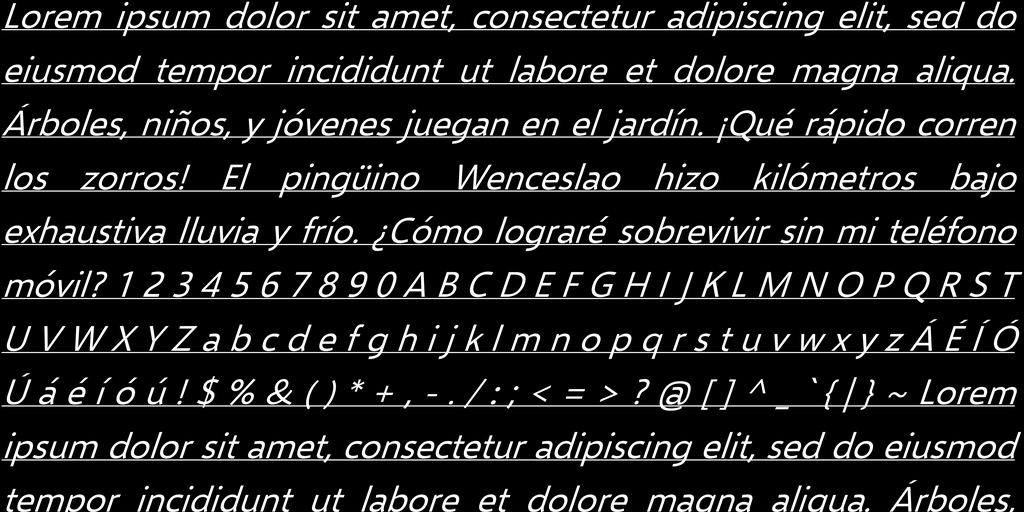 Lorem ipsum dolor sit amet, consectetur adipiscing elit, sed do
eiusmod tempor incididunt ut labore et dolore magna aliqua.
Árboles, niños, y jóvenes juegan en el jardín. ¡Qué rápido corren
los zorros! El pingüino Wenceslao hizo kilómetros bajo
exhaustiva lluvia y frío. ¿Cómo lograré sobrevivir sin mi teléfono
móvil? 1 2 3 4 5 6 7 8 9 0 A B C D E F G H I J K L M N O P Q R S T
U V W X Y Z a b c d e f g h i j k l m n o p q r s t u v w x y z Á É Í Ó
Ú á é í ó ú ! $ % & ( ) * + , - . / : ; < = > ? @ [ ] ^ _ ` { | } ~ Lorem
ipsum dolor sit amet, consectetur adipiscing elit, sed do eiusmod
tempor incididunt ut labore et dolore magna aliqua. Árboles,